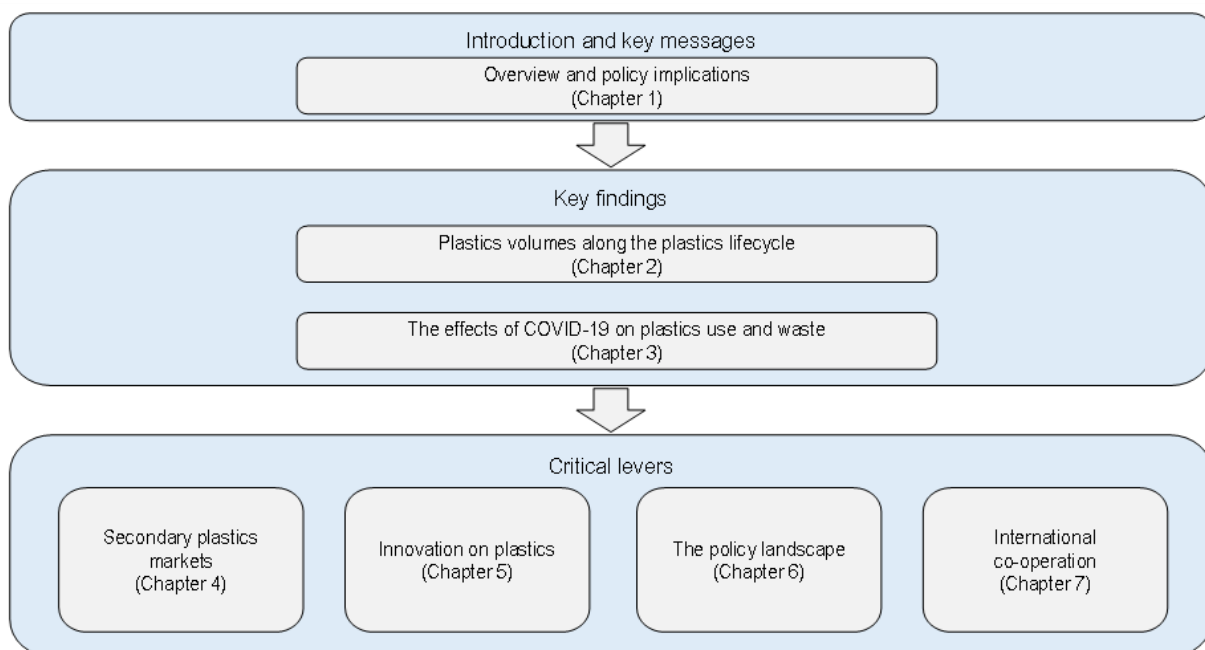 Introduction and key messages
Overview and policy implications
(Chapter 1)
Key findings
Plastics volumes along the plastics lifecycle
(Chapter 2)
The effects of COVID-19 on plastics use and waste
(Chapter 3)
Critical levers
Secondary plastics
markets
(Chapter 4)
Innovation on plastics
(Chapter 5)
The policy landscape
(Chapter 6)
International
co-operation
(Chapter 7)